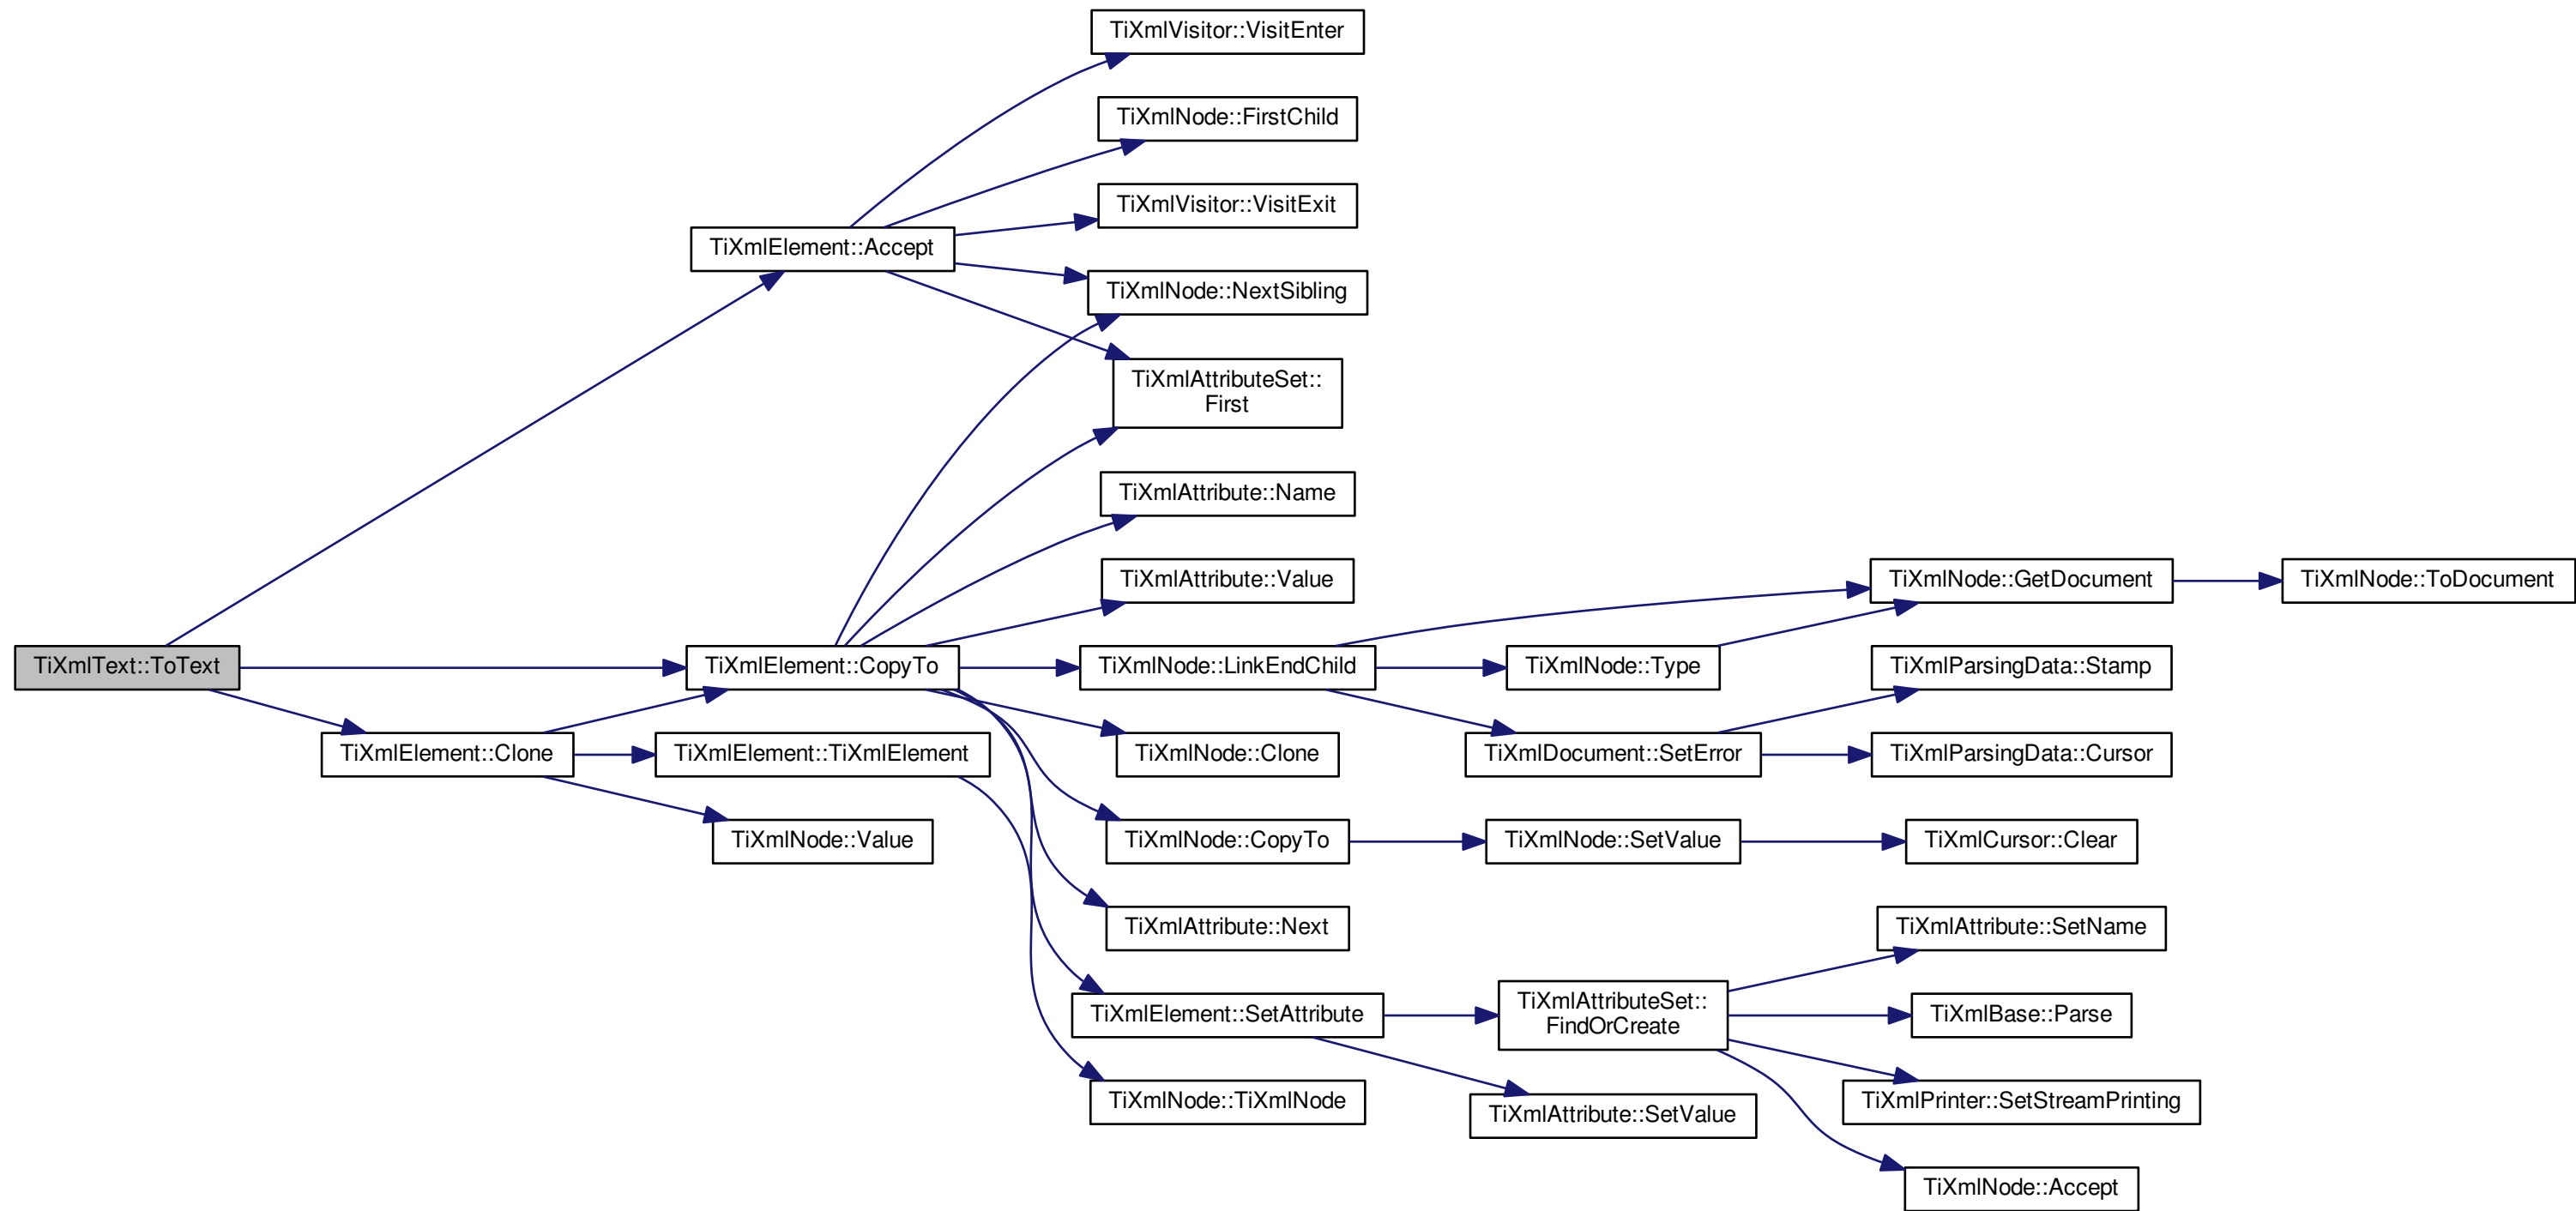 TiXmlVisitor::VisitEnter
TiXmlNode::FirstChild
TiXmlVisitor::VisitExit
TiXmlElement::Accept
TiXmlNode::NextSibling
TiXmlAttributeSet::
First
TiXmlAttribute::Name
TiXmlAttribute::Value
TiXmlNode::GetDocument
TiXmlNode::ToDocument
TiXmlText::ToText
TiXmlElement::CopyTo
TiXmlNode::LinkEndChild
TiXmlNode::Type
TiXmlParsingData::Stamp
TiXmlElement::Clone
TiXmlElement::TiXmlElement
TiXmlNode::Clone
TiXmlDocument::SetError
TiXmlParsingData::Cursor
TiXmlNode::Value
TiXmlNode::CopyTo
TiXmlNode::SetValue
TiXmlCursor::Clear
TiXmlAttribute::Next
TiXmlAttribute::SetName
TiXmlElement::SetAttribute
TiXmlAttributeSet::
FindOrCreate
TiXmlBase::Parse
TiXmlNode::TiXmlNode
TiXmlAttribute::SetValue
TiXmlPrinter::SetStreamPrinting
TiXmlNode::Accept